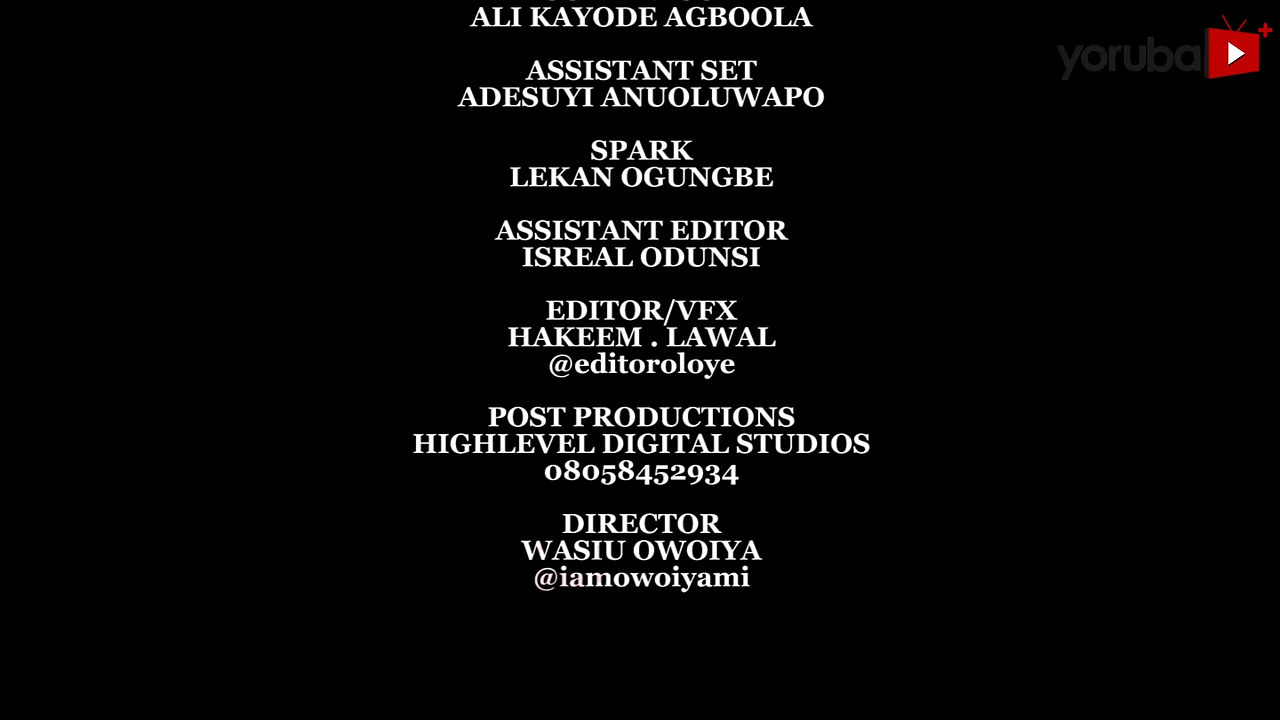 ALI KAYODE AGBOOLA
yoruba
ASSISTANT SET
ADESUYI ANUOLUWAPO
SPARK
LEKAN OGUNGBE
ASSISTANT EDITOR
ISREAL ODUNSI
EDITOR/VFX
HAKEEM . LAWAL
@editoroloye
POST PRODUCTIONS
HIGHLEVEL DIGITAL STUDIOS
08058452934
DIRECTOR
WASIU OWOIYA
@iamowoiyami